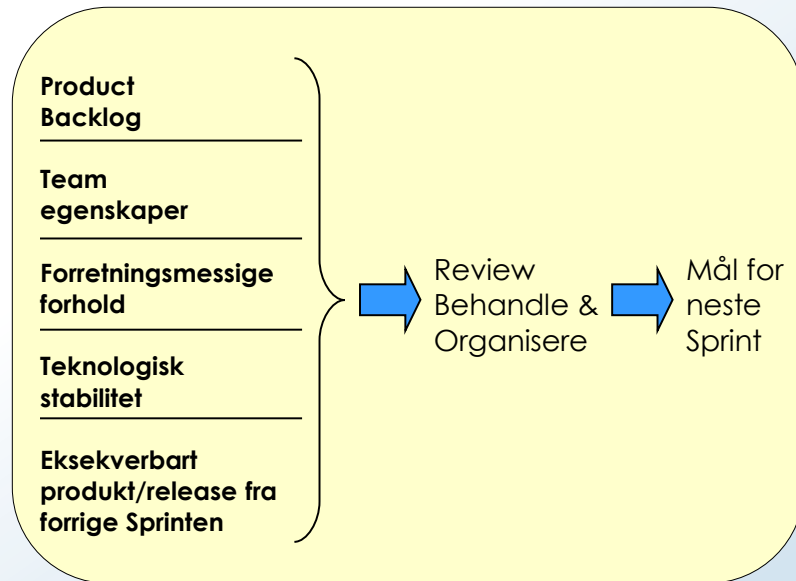 Product
Backlog
Team
egenskaper
Forretningsmessige
forhold
Teknologisk
stabilitet
Eksekverbart
produkt/release fra
forrige Sprinten
Review
Behandle &
Organisere
Mål for
neste
Sprint